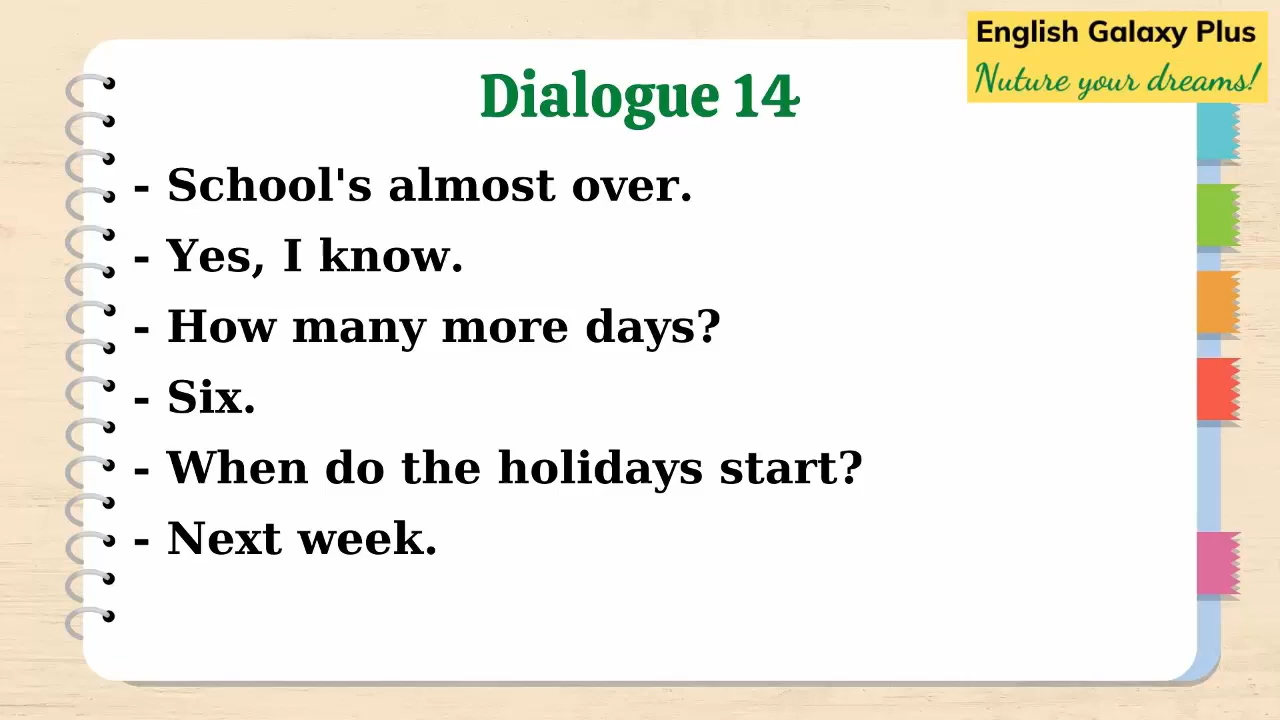 English Galaxy Plus
Nuture your dreams!
Dialogue 14
- School's almost over.
- Yes, I know.
- How many more days?
- Six.
- When do the holidays start?
- Next week.